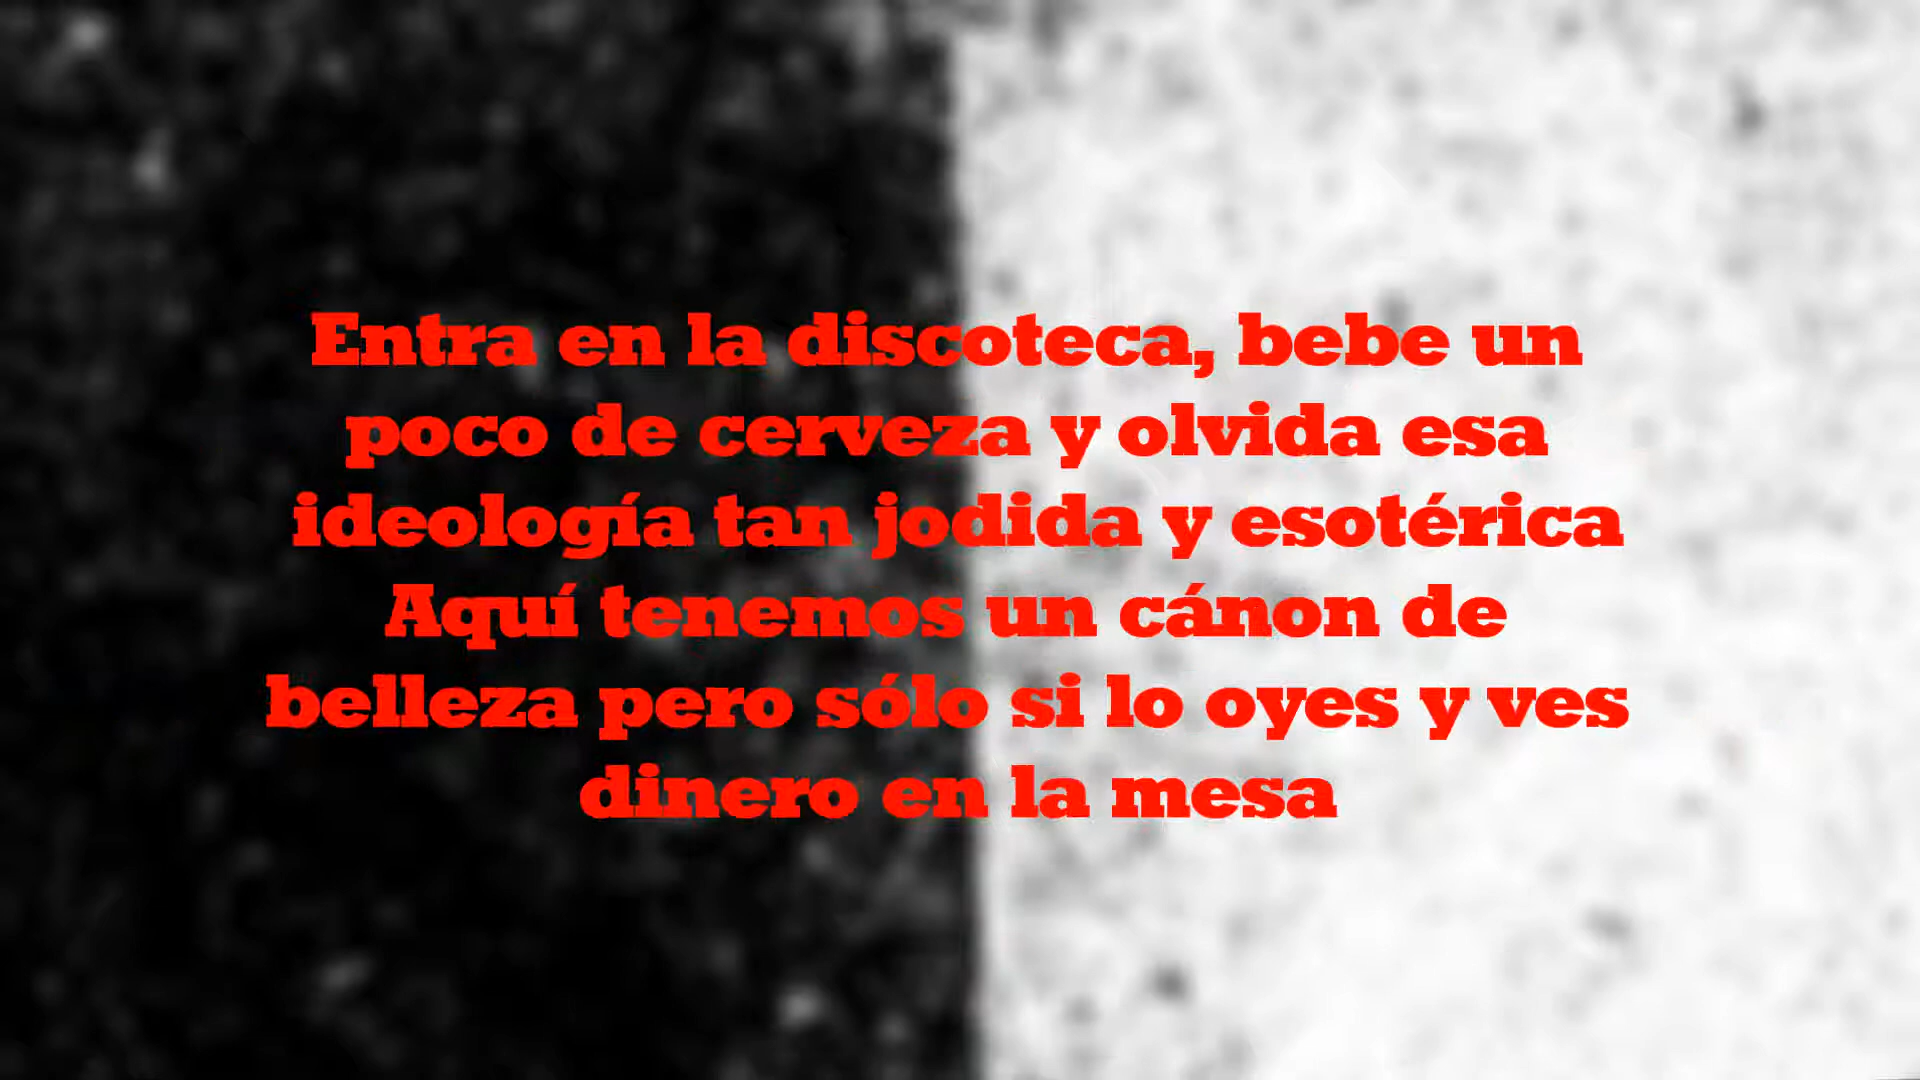 Entra en la discoteca, bebe un
poco de cerveza y olvida esa
ideología tan jodida y esotérica
Aquí tenemos un cánon de
belleza pero sólo si lo oyes y ves
dinero en la mesa